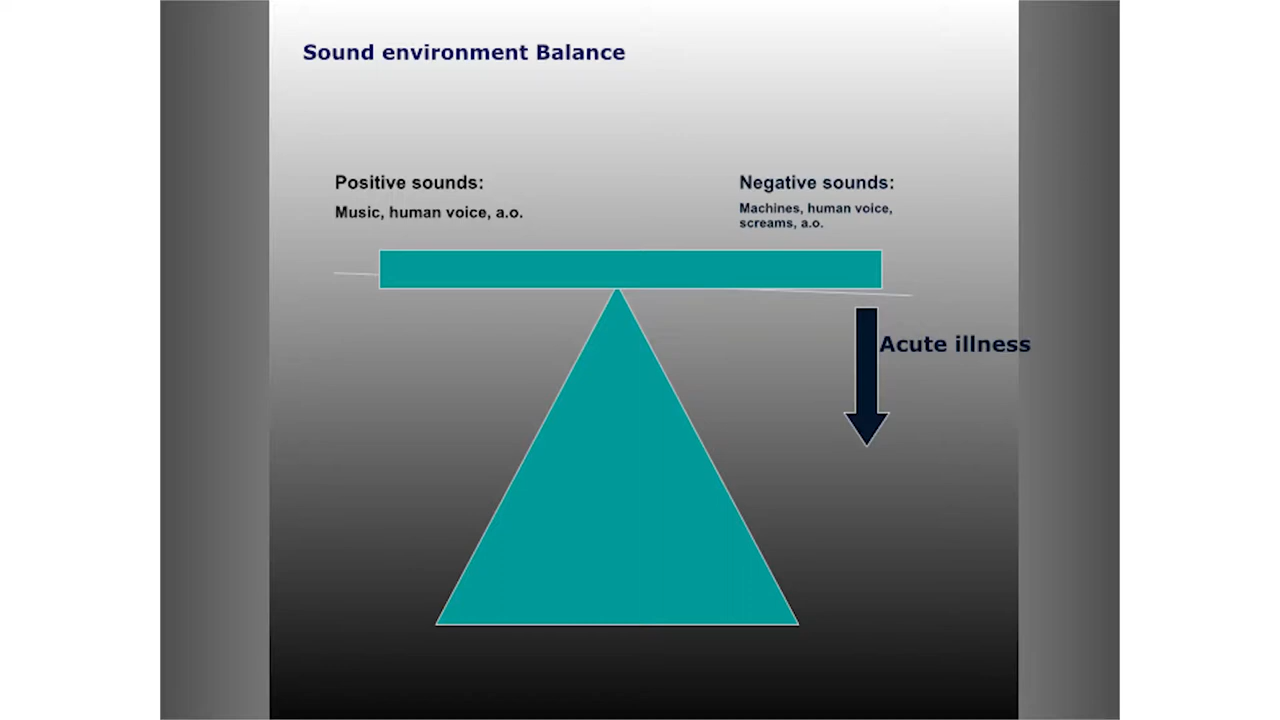 Sound environment Balance
Positive sounds:
Music, human voice, a.o.
Negative sounds:
Machines, human voice,
screams, a.o.
Acute illness